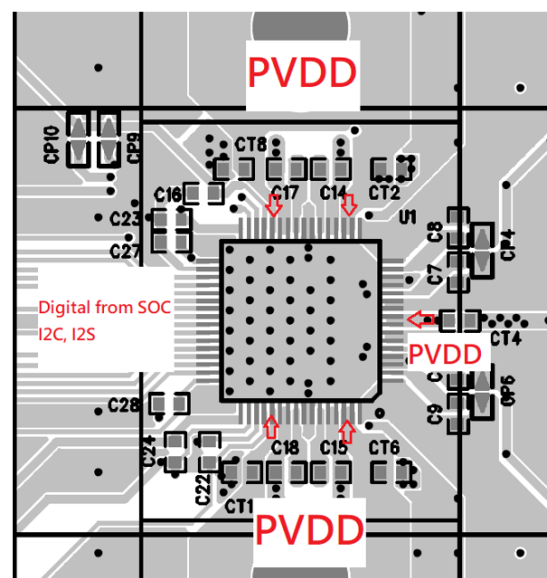 PVDD
CP10
CP9
CT8
C16
C17
C14
CT2
C23
U1
C8
CP4
C27
C7
Digital from SOC
I2C, I2S
PVDD
CT4
C28
CP6
C9
C24
C22
C18
C15
CT6
CT1
PVDD